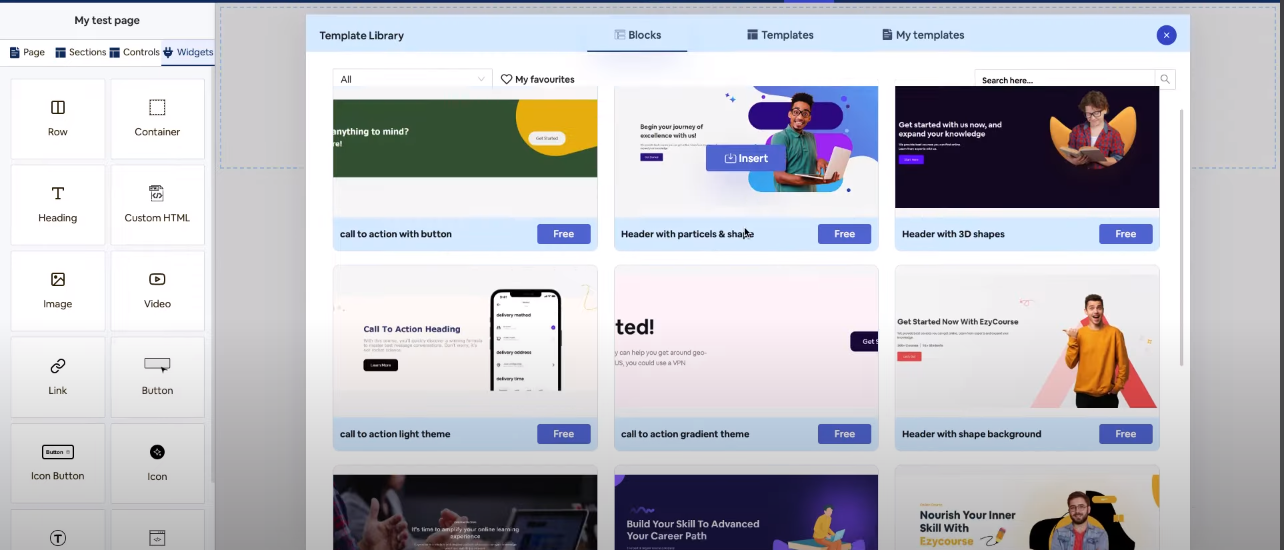 My test page
Page
Sections
Controls
Widgets
Row
Container
Heading
Custom HTML
Image
Video
Link
Button
Button
Icon Button
Icon
Template Library
Blocks
Templates
My templates
All
My favourites
Search here...
anything to mind?
re!
Get Started
call to action with button
Free
Begin your journey of
excellence with us!
Insert
Header with particels & shape
Free
Get started with us now, and
expand your knowledge
Header with 3D shapes
Free
Call To Action Heading
Learn More
delivery method
delivery address
delivery time
call to action light theme
Free
ted!
y can help you get around geo-
US, you could use a VPN
Get S
call to action gradient theme
Free
Get Started Now With EzyCourse
Header with shape background
Free
It's time to amplify your online learning
experience
Build Your Skill To Advanced
Your Career Path
Nourish Your Inner
Skill With
Ezycourse